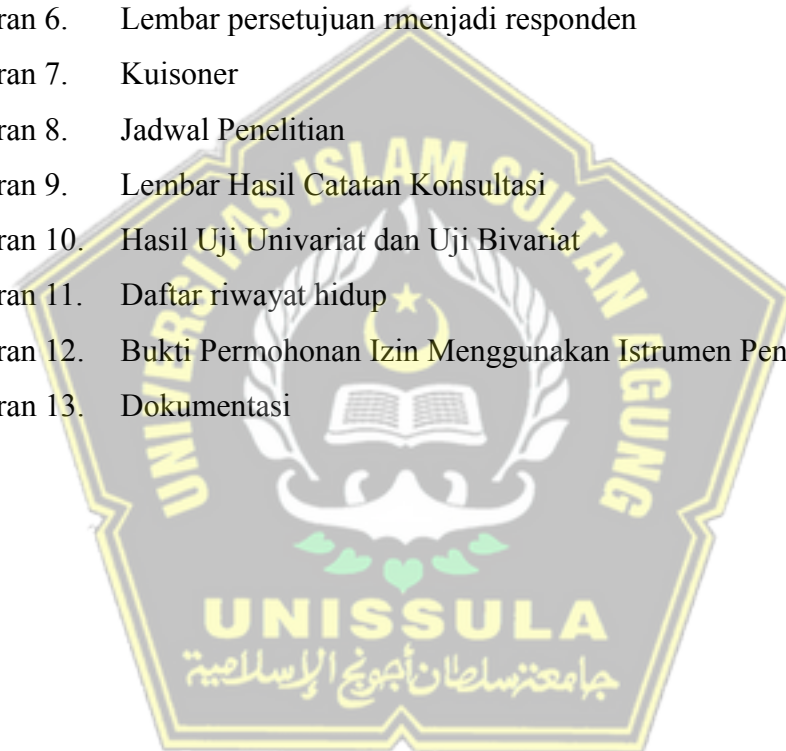 ran 6. Lembar persetujuan rmenjadi responden
ran 7. Kuisoner
ran 8. Jadwal Penelitian
ran 9. Lembar Hasil Catatan Konsultasi
ran 10. Hasil Uji Univariat dan Uji Bivariat
ran 11. Daftar riwayat hidup
ran 12. Bukti Permohonan Izin Menggunakan Istrumen Pen
ran 13. Dokumentasi
UNIVERSITAS ISLAM SULTAN AGUNG
UNISSULA
جامعتنسلطان أجونج الإسلامية